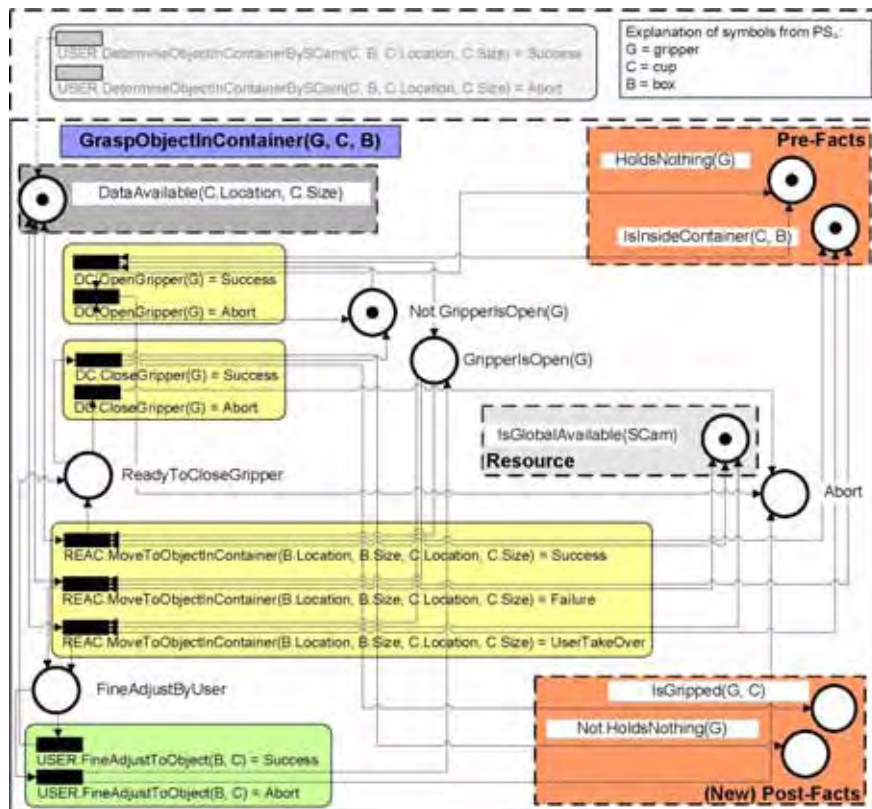 USER.DetermineObjectInContainerBySCam(C, B, C.Location, C.Size) = Success
USER.DetermineObjectInContainerBySCam(C, B, C.Location, C.Size) = Abort
Explanation of symbols from
G = gripper
C = cup
B = box
GraspObjectInContainer(G, C, B)
Pre-Facts
HoldsNothing(G)
DataAvailable(C.Location, C.Size)
IsInsideContainer(C, B)
DC.OpenGripper(G) = Success
DC.OpenGripper(G) = Abort
Not.GripperIsOpen(G)
GripperIsOpen(G)
DC.CloseGripper(G) = Success
DC.CloseGripper(G) = Abort
IsGlobalAvailable(SCam)
Resource
ReadyToCloseGripper
Abort
REAC.MoveToObjectInContainer(B.Location, B.Size, C.Location, C.Size) = Success
REAC.MoveToObjectInContainer(B.Location, B.Size, C.Location, C.Size) = Failure
REAC.MoveToObjectInContainer(B.Location, B.Size, C.Location, C.Size) = UserTakeOver
FineAdjustByUser
IsGripped(G, C)
Not.HoldsNothing(G)
USER.FineAdjustToObject(B, C) = Success
USER.FineAdjustToObject(B, C) = Abort
(New) Post-Facts